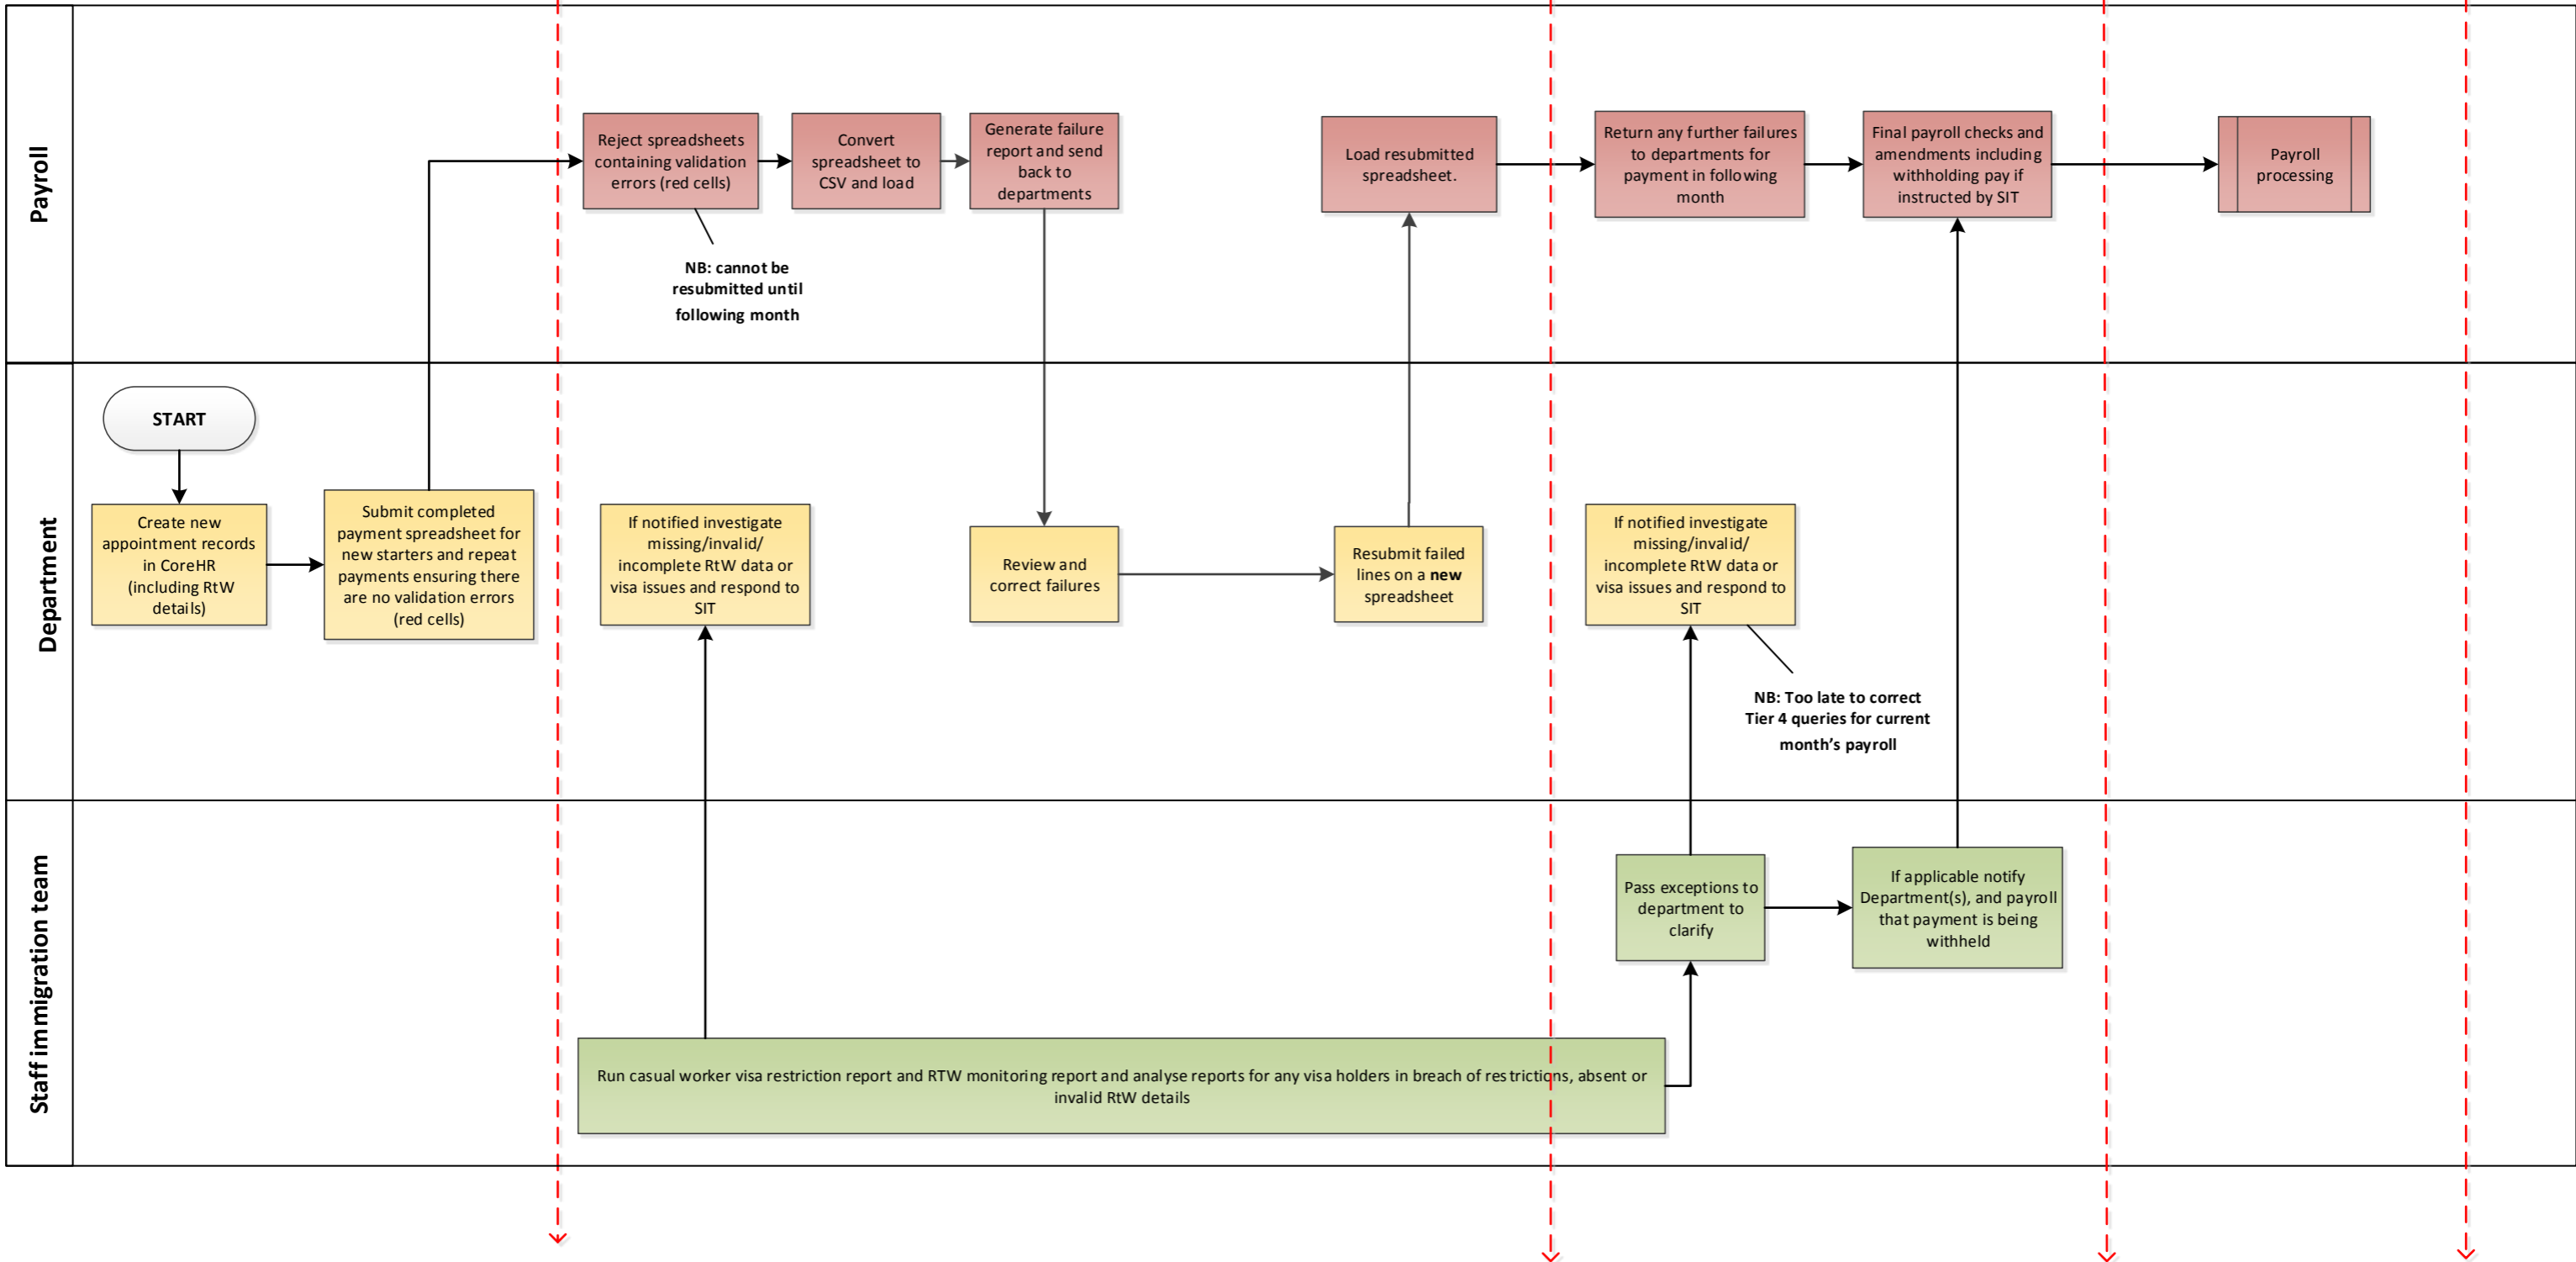 Payroll
Reject spreadsheets
containing validation
errors (red cells)
Convert
spreadsheet to
CSV and load
Generate failure
report and send
back to
departments
Load resubmitted
spreadsheet.
Return any further failures
to departments for
payment in following
month
Final payroll checks and
amendments including
withholding pay if
instructed by SIT
Payroll
processing
NB: cannot be
resubmitted until
following month
Department
START
Create new
appointment records
in CoreHR
(including RtW
details)
Submit completed
payment spreadsheet for
new starters and repeat
payments ensuring there
are no validation errors
(red cells)
If notified investigate
missing/invalid/
incomplete RtW data or
visa issues and respond to
SIT
Review and
correct failures
Resubmit failed
lines on a new
spreadsheet
If notified investigate
missing/invalid/
incomplete RtW data or
visa issues and respond to
SIT
NB: Too late to correct
Tier 4 queries for current
month's payroll
Staff immigration team
Pass exceptions to
department to
clarify
If applicable notify
Department(s), and payroll
that payment is being
withheld
Run casual worker visa restriction report and RTW monitoring report and analyse reports for any visa holders in breach of restrictions, absent or
invalid RtW details